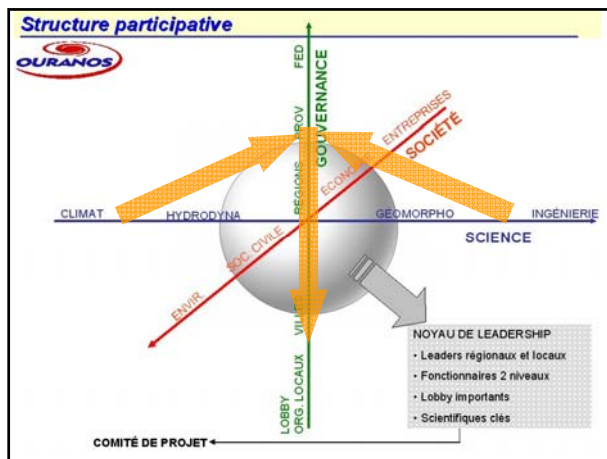 Structure participative
OURANOS
FED
PROV
GOUVERNANCE
RÉGIONS
ENTREPRISES
SOCIÉTÉ
ECONO
CLIMAT
HYDRODYNA
GÉOMORPHO
INGÉNIERIE
SCIENCE
SOC. CIVILE
ENVIR
LOBBY
ORG. LOCAUX
NOYAU DE LEADERSHIP
• Leaders régionaux et locaux
• Fonctionnaires 2 niveaux
• Lobby importants
• Scientifiques clés
COMITÉ DE PROJET